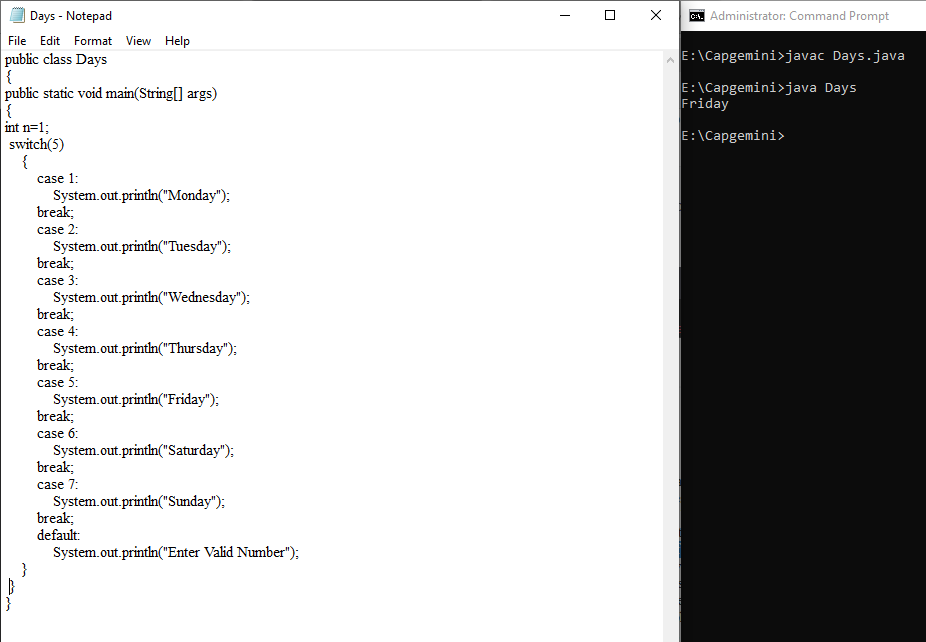 Days - Notepad
File Edit Format View Help
public class Days
{
public static void main(String[] args)
{
int n=1;
switch(5)
{
case 1:
System.out.println("Monday");
break;
case 2:
System.out.println("Tuesday");
break;
case 3:
System.out.println("Wednesday");
break;
case 4:
System.out.println("Thursday");
break;
case 5:
System.out.println("Friday");
break;
case 6:
System.out.println("Saturday");
break;
case 7:
System.out.println("Sunday");
break;
default:
System.out.println("Enter Valid Number");
}
}
}
Administrator: Command Prompt
E:\Capgemini>javac Days.java
E:\Capgemini>java Days
Friday
E:\Capgemini>